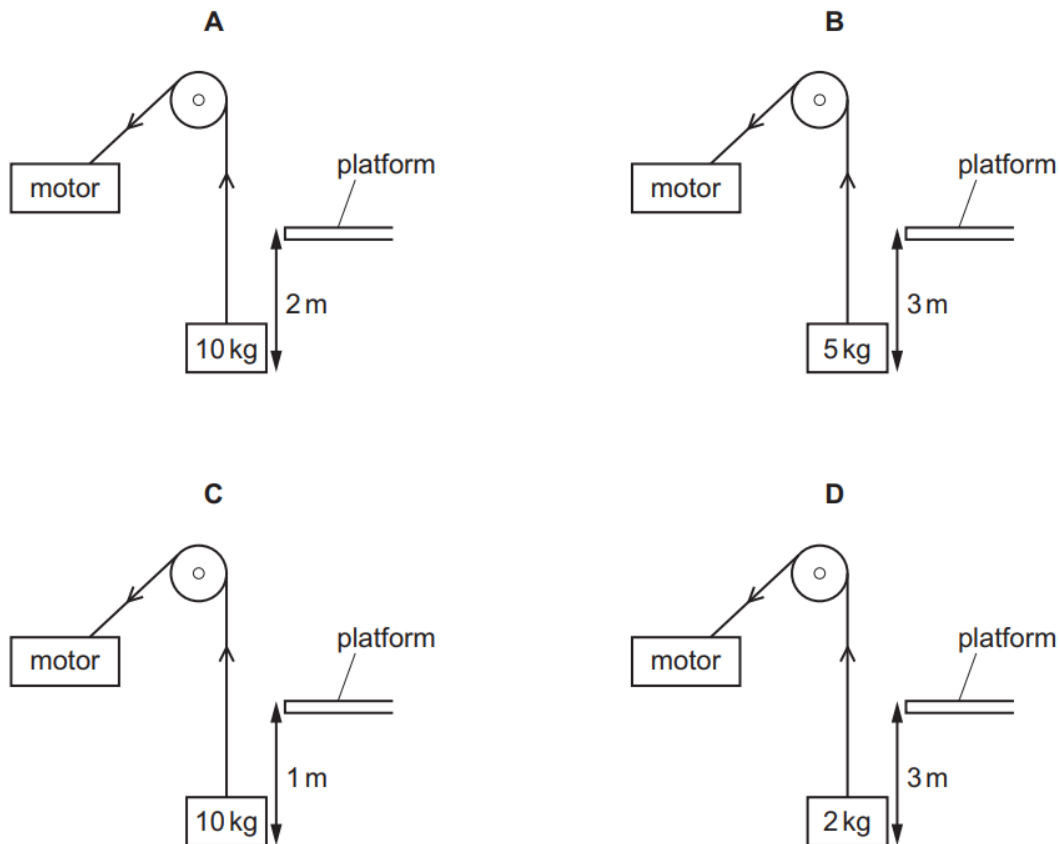 A
B
platform
platform
motor
motor
2 m
3 m
10 kg
5 kg
C
D
platform
platform
motor
motor
1 m
3 m
10 kg
2 kg